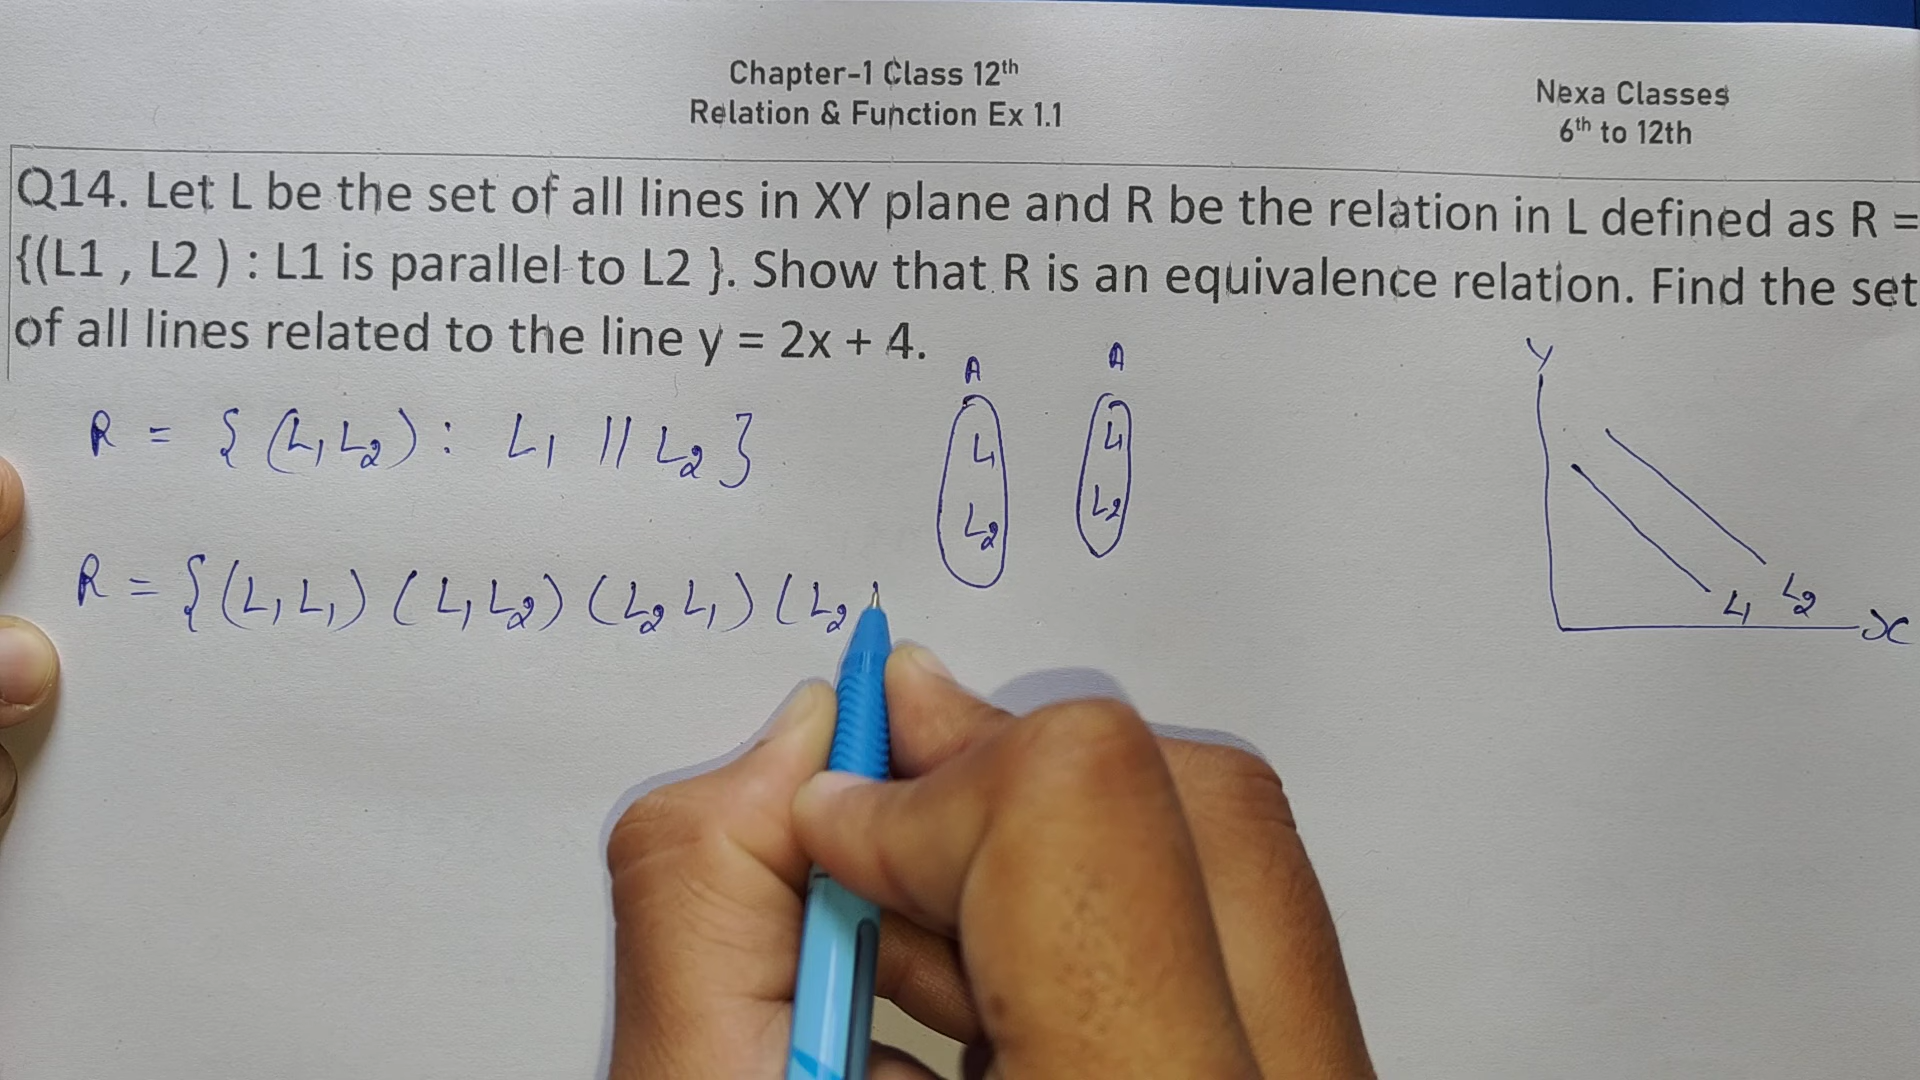 Chapter-1 Class 12th
Relation & Function Ex 1.1
Nexa Classes
6th to 12th
Q14. Let L be the set of all lines in XY plane and R be the relation in L defined as R =
{(L1 , L2 ) : L1 is parallel to L2 }. Show that R is an equivalence relation. Find the set
of all lines related to the line y = 2x + 4.
R = { (L1 L2) : L1 || L2 }
R = {(L1 L1) (L1 L2) (L2 L1) (L2
A
L1
L2
A
L1
L2
Y
L1
L2
x